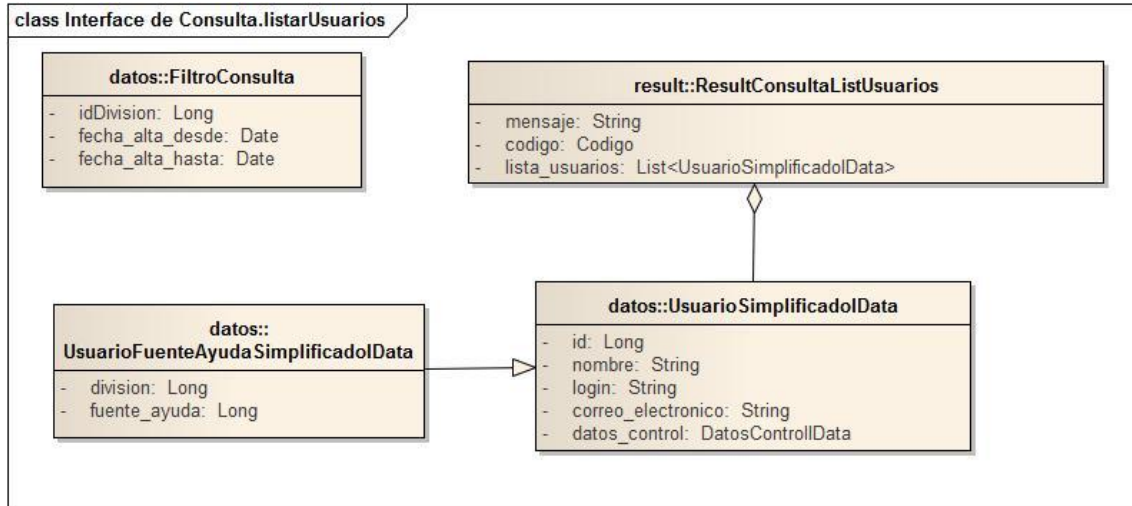 class Interface de Consulta.listarUsuarios
datos::FiltroConsulta
- idDivision: Long
- fecha_alta_desde: Date
- fecha_alta_hasta: Date
result::ResultConsultaListUsuarios
- mensaje: String
- codigo: Codigo
- lista_usuarios: List<UsuarioSimplificadoIData>
datos::
UsuarioFuenteAyudaSimplificadoIData
- division: Long
- fuente_ayuda: Long
datos::UsuarioSimplificadoIData
- id: Long
- nombre: String
- login: String
- correo_electronico: String
- datos_control: DatosControlIData